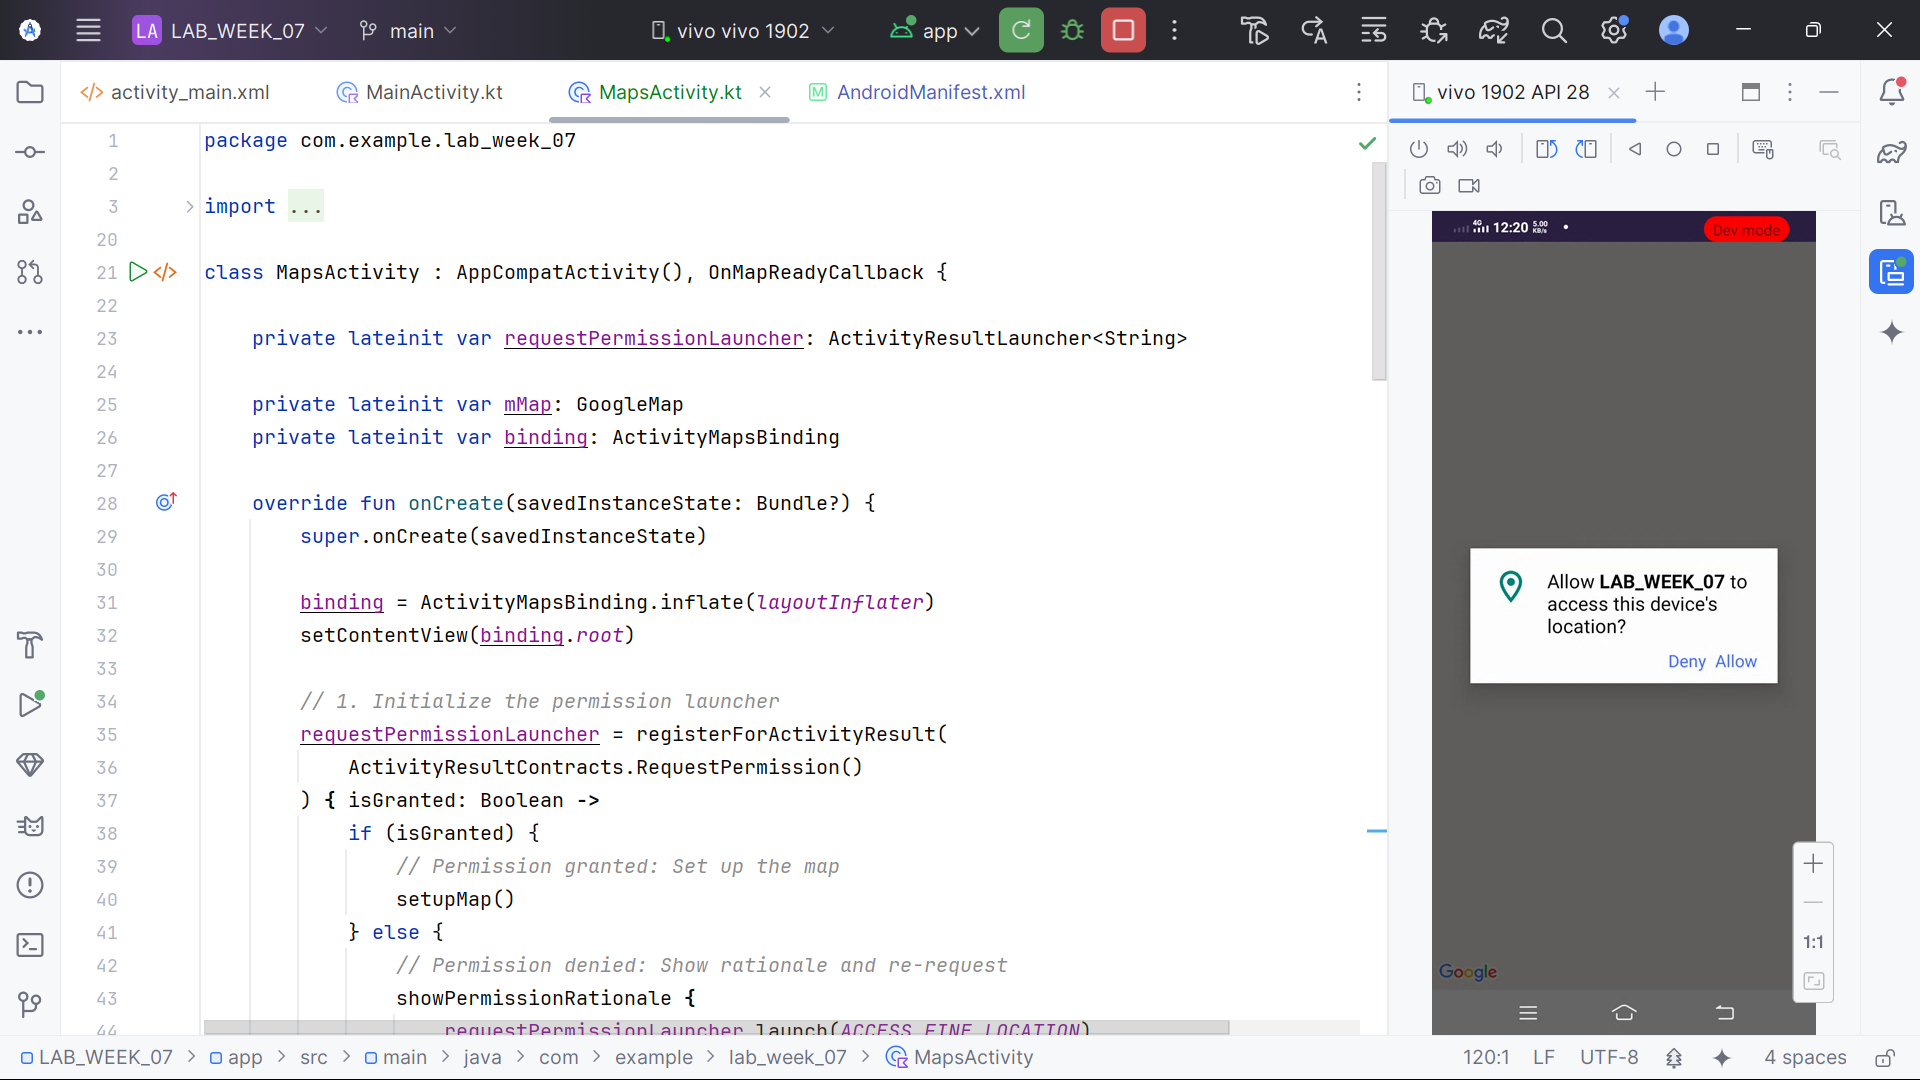 LA LAB_WEEK_07 main vivo vivo 1902 app
activity_main.xml MainActivity.kt MapsActivity.kt M AndroidManifest.xml vivo 1902 API 28
1 package com.example.lab_week_07
2
3 import ...
20
21 class MapsActivity : AppCompatActivity(), OnMapReadyCallback {
22
23 private lateinit var requestPermissionLauncher: ActivityResultLauncher<String>
24
25 private lateinit var mMap: GoogleMap
26 private lateinit var binding: ActivityMapsBinding
27
28 override fun onCreate(savedInstanceState: Bundle?) {
29 super.onCreate(savedInstanceState)
30
31 binding = ActivityMapsBinding.inflate(layoutInflater)
32 setContentView(binding.root)
33
34 // 1. Initialize the permission launcher
35 requestPermissionLauncher = registerForActivityResult(
36 ActivityResultContracts.RequestPermission()
37 ) { isGranted: Boolean ->
38 if (isGranted) {
39 // Permission granted: Set up the map
40 setupMap()
41 } else {
42 // Permission denied: Show rationale and re-request
43 showPermissionRationale {
44 requestPermissionLauncher.launch(ACCESS_FINE_LOCATION)
4G 12:20 5.00 KB/s Dev mode
Allow LAB_WEEK_07 to
access this device's
location?
Deny Allow
1:1
Google
LAB_WEEK_07 > app > src > main > java > com > example > lab_week_07 > MapsActivity 120:1 LF UTF-8 4 spaces